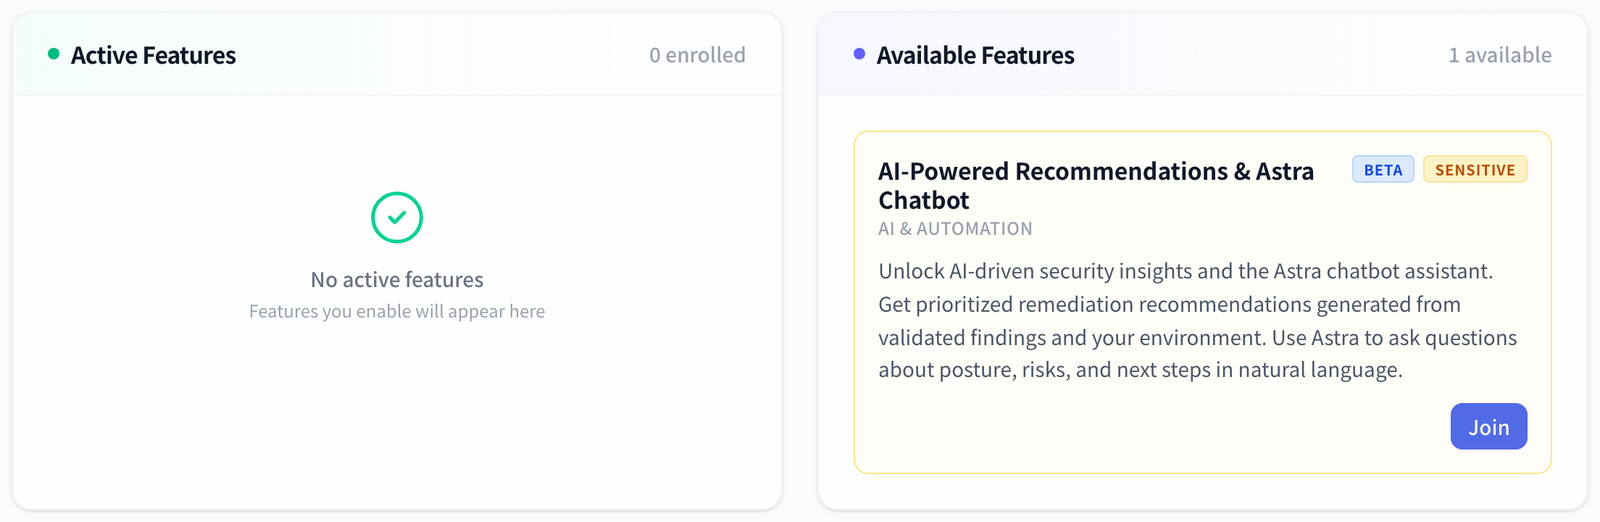 Active Features
0 enrolled
No active features
Features you enable will appear here
Available Features
1 available
AI-Powered Recommendations & Astra
Chatbot
BETA
SENSITIVE
AI & AUTOMATION
Unlock AI-driven security insights and the Astra chatbot assistant.
Get prioritized remediation recommendations generated from
validated findings and your environment. Use Astra to ask questions
about posture, risks, and next steps in natural language.
Join